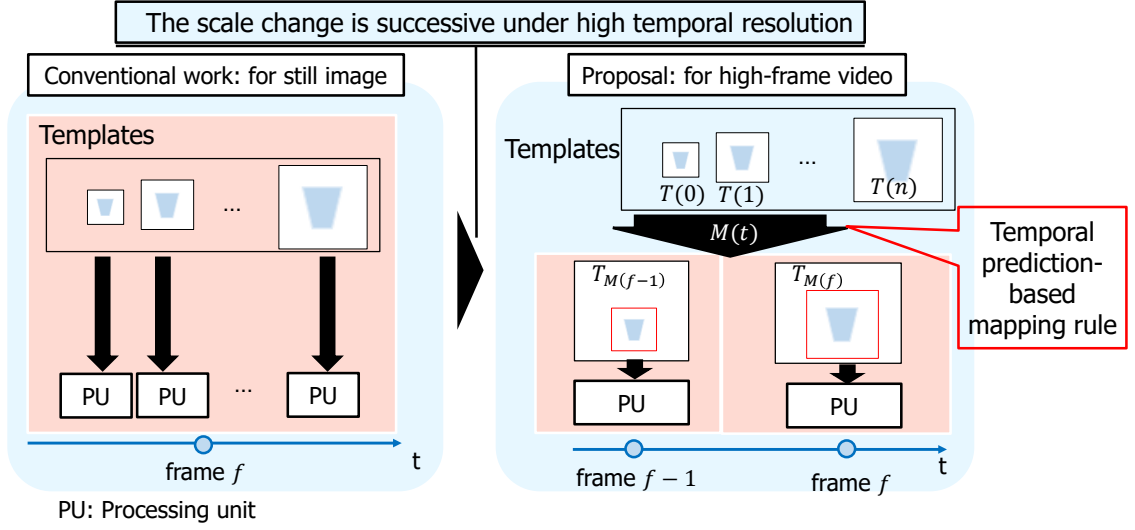 The scale change is successive under high temporal resolution
Conventional work: for still image
Templates
...
PU
PU
...
PU
frame f
t
PU: Processing unit
Proposal: for high-frame video
Templates
T(0)
T(1)
...
T(n)
M(t)
Temporal
prediction-
based
mapping rule
T_{M(f−1)}
T_{M(f)}
PU
PU
frame f − 1
frame f
t